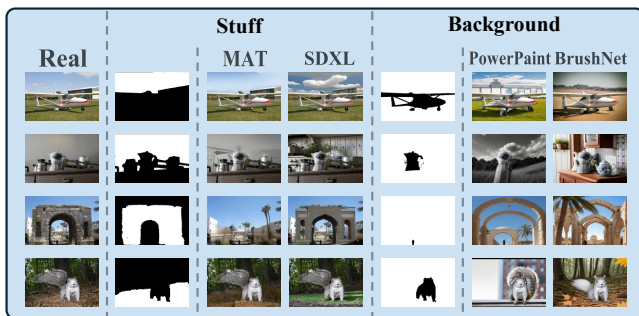 Stuff
Background
Real
MAT
SDXL
PowerPaint
BrushNet